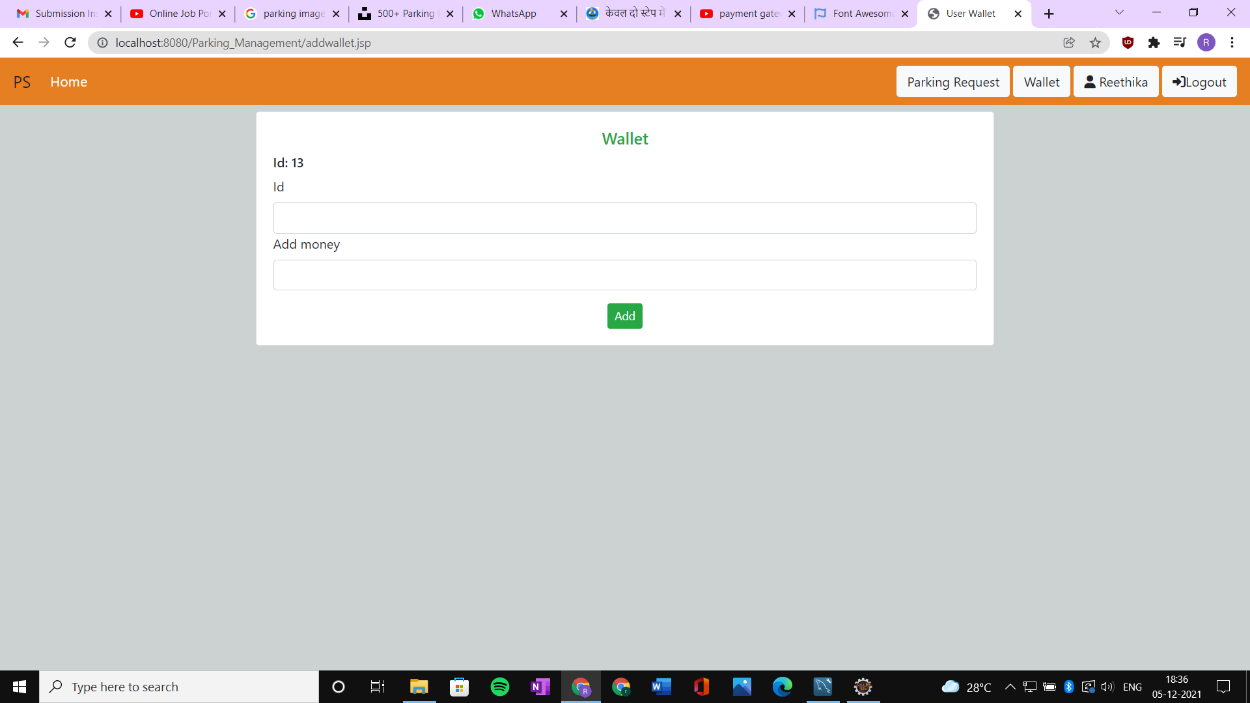 Submission In
Online Job Po
parking image
500+ Parking
WhatsApp
केवल दो स्टेप में
payment gate
Font Awesom
User Wallet
localhost:8080/Parking_Management/addwallet.jsp
R
PS
Home
Parking Request
Wallet
Reethika
Logout
Wallet
Id: 13
Id
Add money
Add
Type here to search
28°C
ENG
18:36
05-12-2021